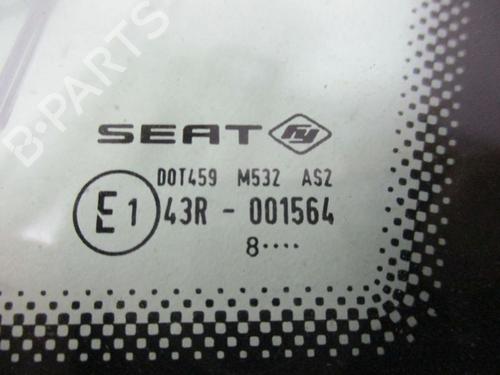 B·PARTS
SEAT
DOT459 M532 AS2
E1 43R - 001564
8····